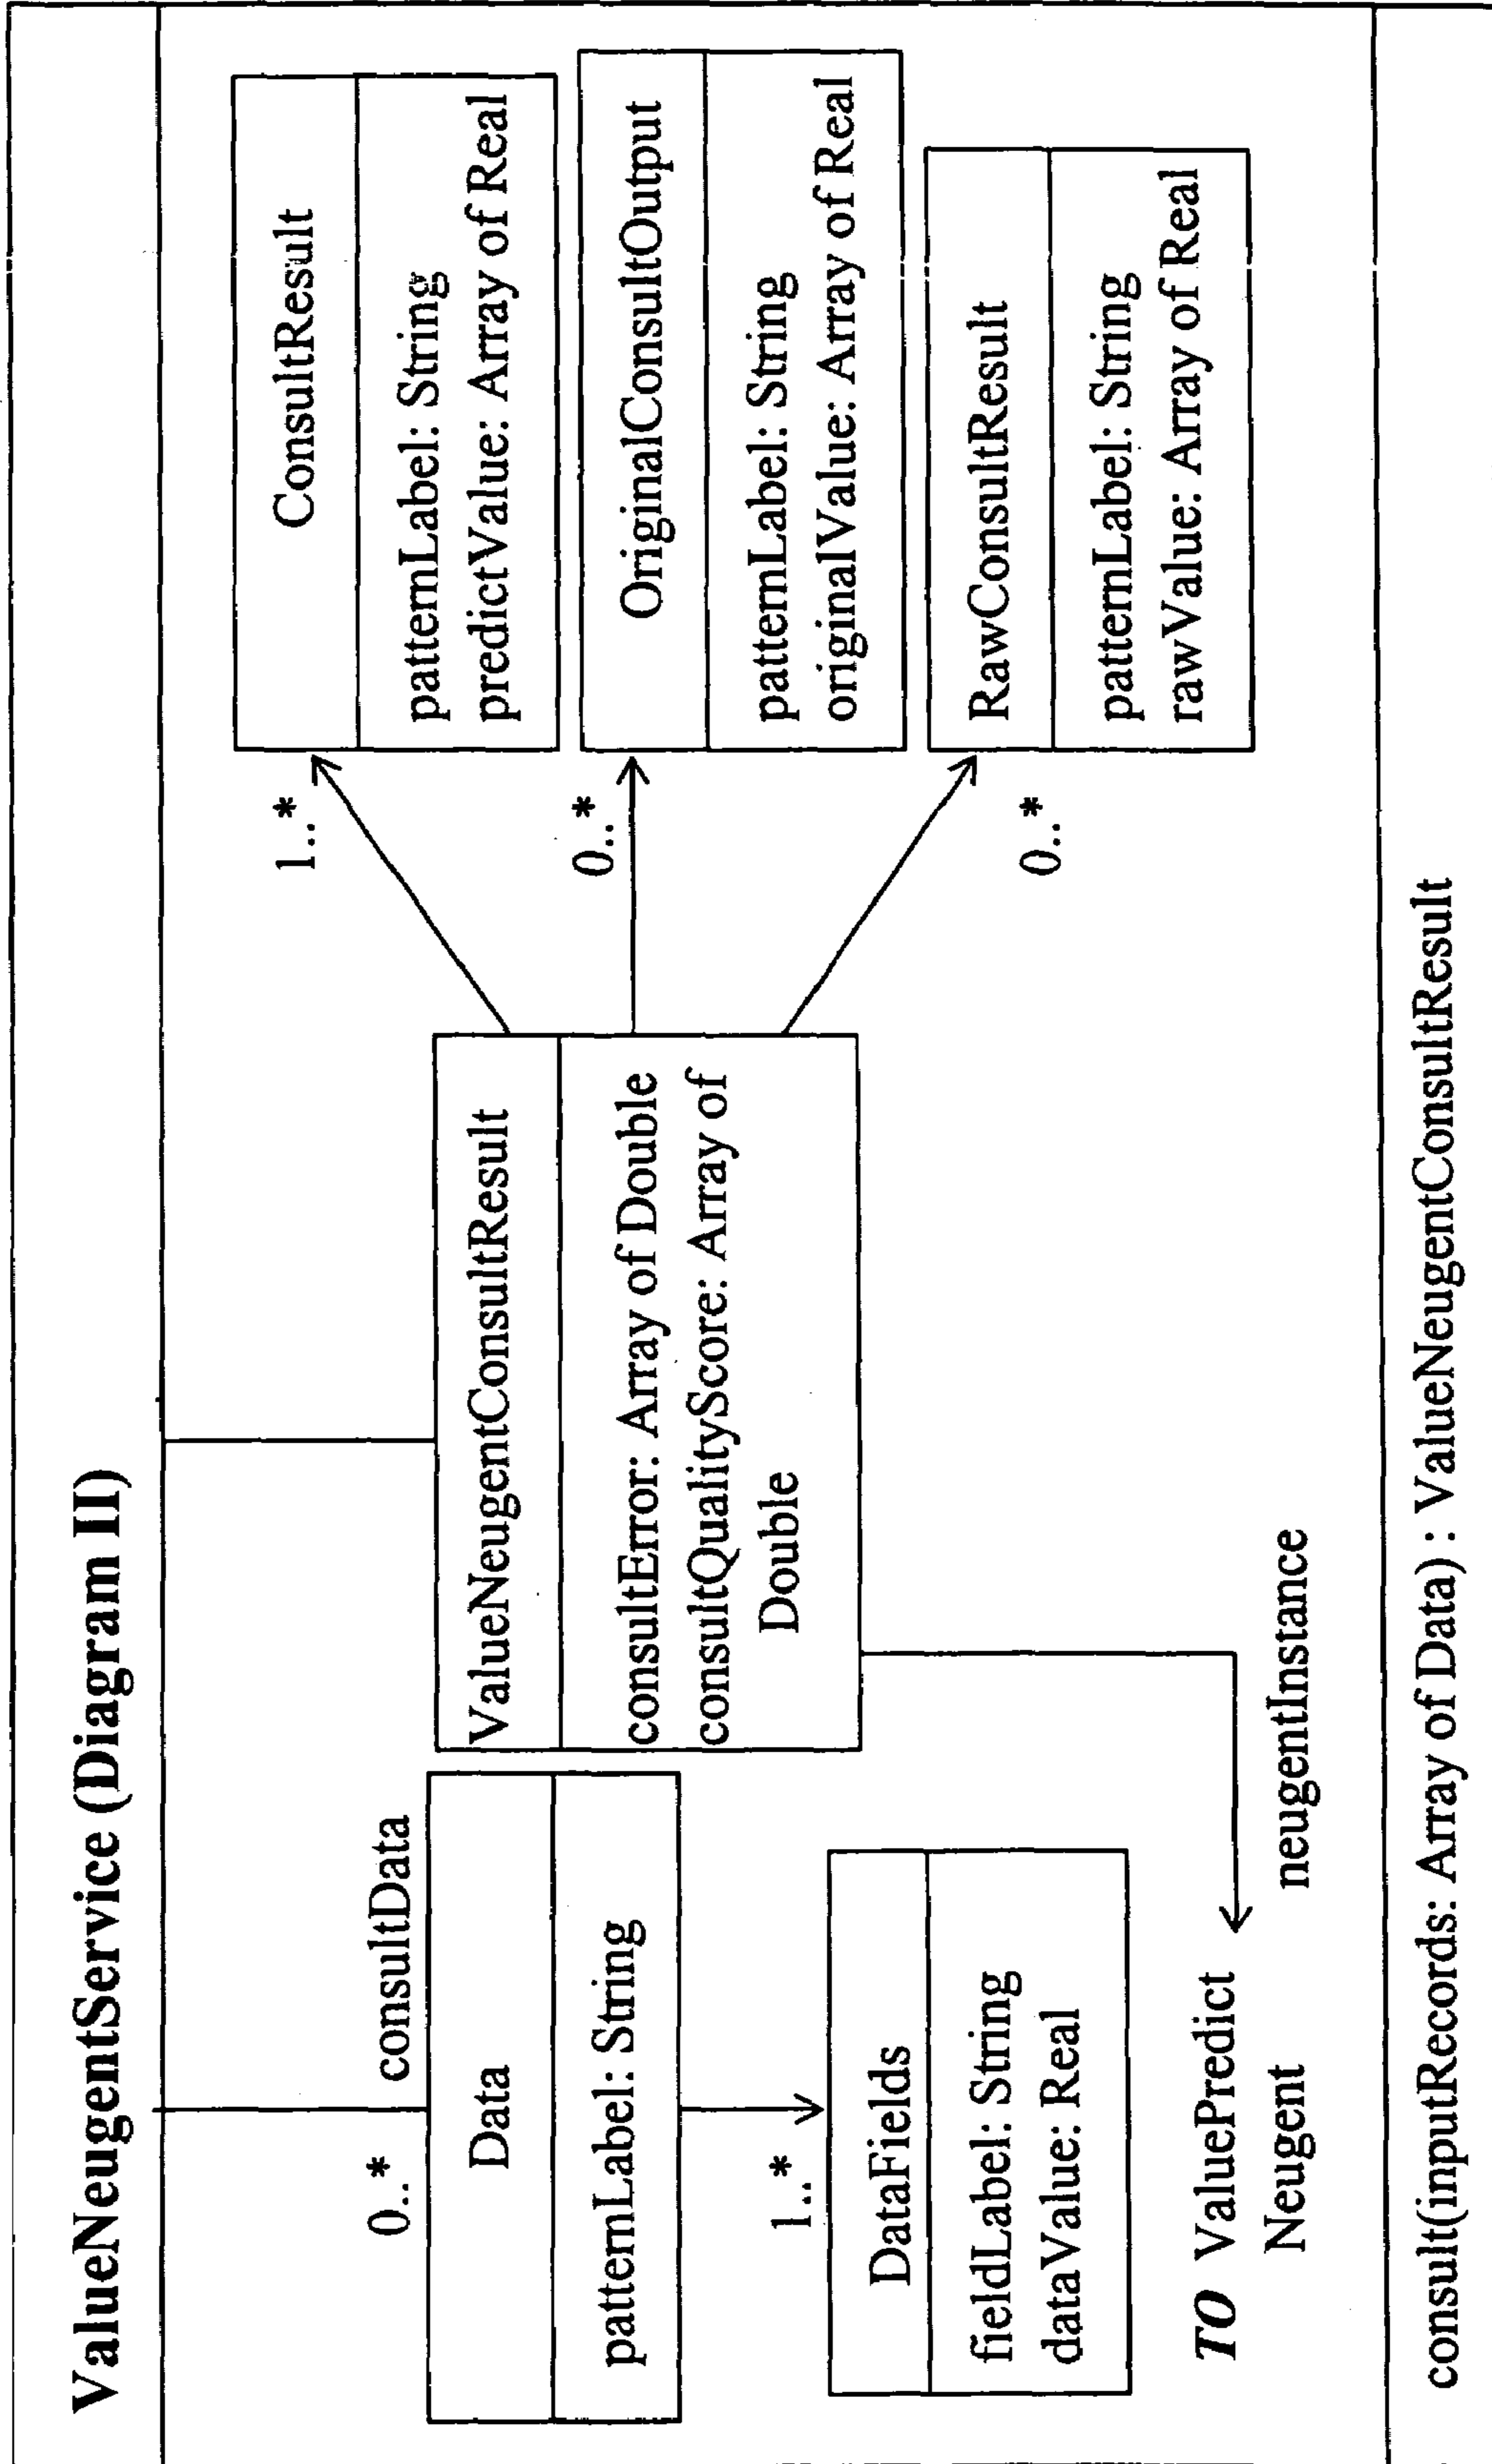 ValueNeugentService (Diagram II)
0..*
consultData
Data
patternLabel: String
1..*
DataFields
fieldLabel: String
dataValue: Real
TO ValuePredict
Neugent
neugentInstance
ValueNeugentConsultResult
consultError: Array of Double
consultQualityScore: Array of
Double
1..*
ConsultResult
patternLabel: String
predictValue: Array of Real
0..*
OriginalConsultOutput
patternLabel: String
originalValue: Array of Real
0..*
RawConsultResult
patternLabel: String
rawValue: Array of Real
consult(inputRecords: Array of Data) : ValueNeugentConsultResult